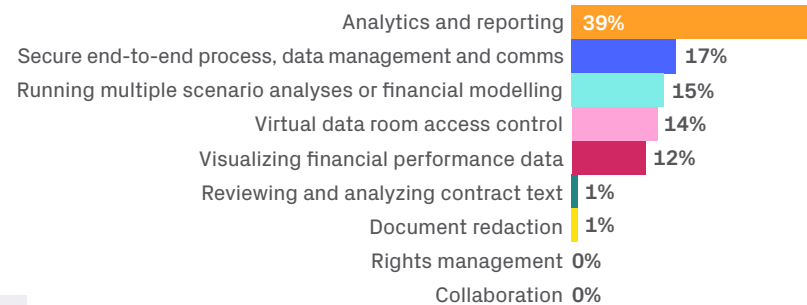 Analytics and reporting 39%
Secure end-to-end process, data management and comms 17%
Running multiple scenario analyses or financial modelling 15%
Virtual data room access control 14%
Visualizing financial performance data 12%
Reviewing and analyzing contract text 1%
Document redaction 1%
Rights management 0%
Collaboration 0%